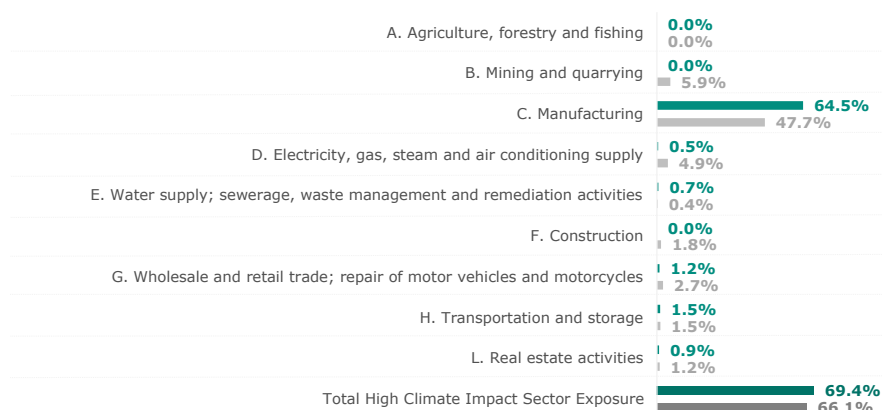 A. Agriculture, forestry and fishing 0.0%
0.0%
B. Mining and quarrying 0.0%
5.9%
C. Manufacturing 64.5%
47.7%
D. Electricity, gas, steam and air conditioning supply 0.5%
4.9%
E. Water supply; sewerage, waste management and remediation activities 0.7%
0.4%
F. Construction 0.0%
1.8%
G. Wholesale and retail trade; repair of motor vehicles and motorcycles 1.2%
2.7%
H. Transportation and storage 1.5%
1.5%
L. Real estate activities 0.9%
1.2%
Total High Climate Impact Sector Exposure 69.4%
66.1%